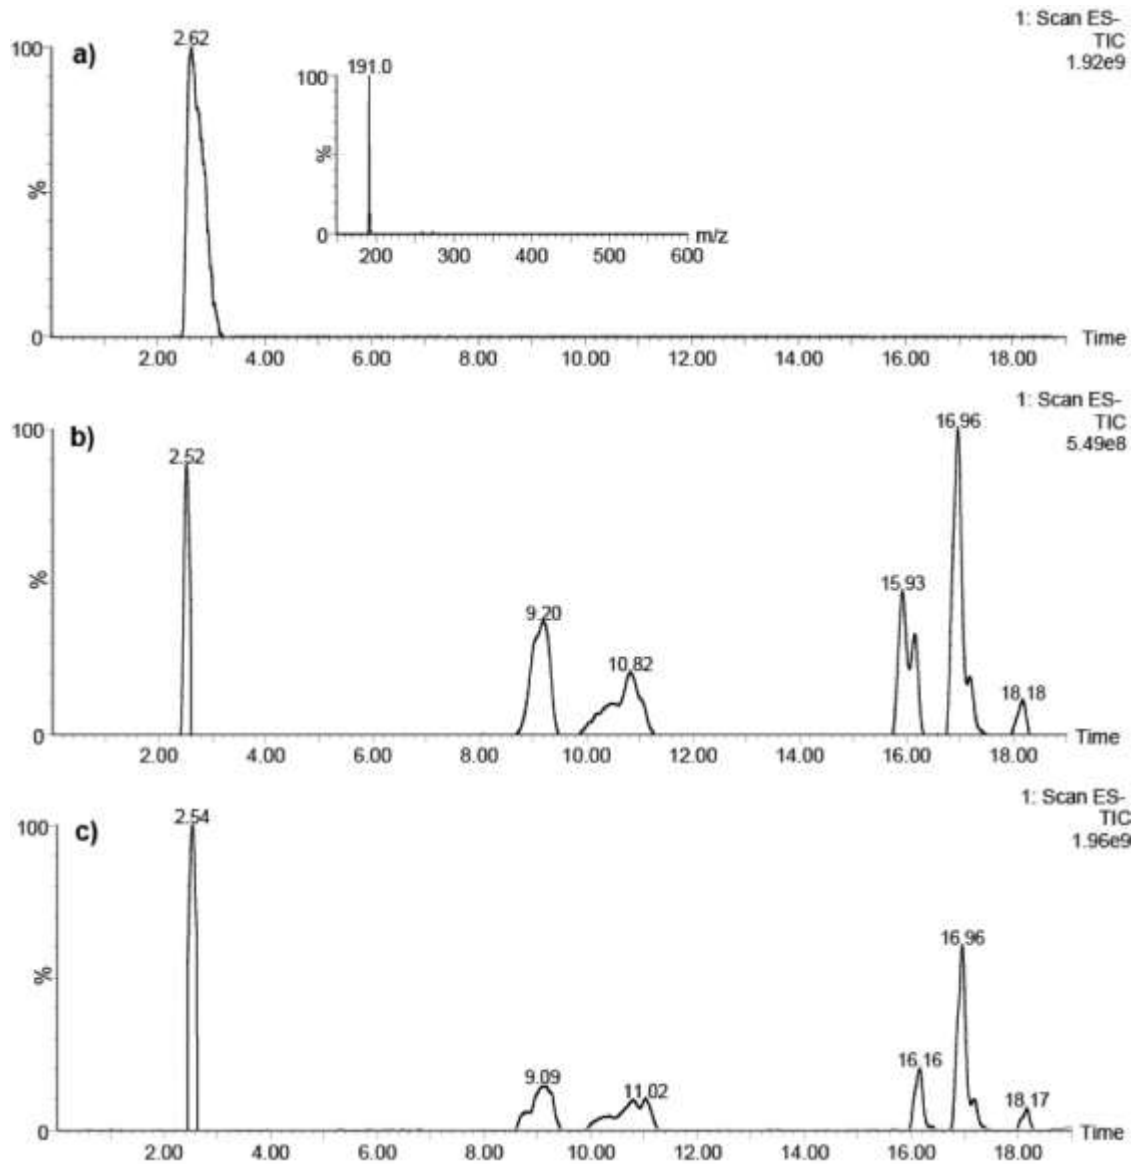 1: Scan ES-
TIC
1.92e9
a)
2.62
100
%
0
191.0
100
%
0
200 300 400 500 600
m/z
2.00 4.00 6.00 8.00 10.00 12.00 14.00 16.00 18.00
Time
1: Scan ES-
TIC
5.49e8
b)
100
%
0
2.52
9.20
10.82
15.93
16.96
18.18
2.00 4.00 6.00 8.00 10.00 12.00 14.00 16.00 18.00
Time
1: Scan ES-
TIC
1.96e9
c)
100
%
0
2.54
9.09
11.02
16.16
16.96
18.17
2.00 4.00 6.00 8.00 10.00 12.00 14.00 16.00 18.00
Time